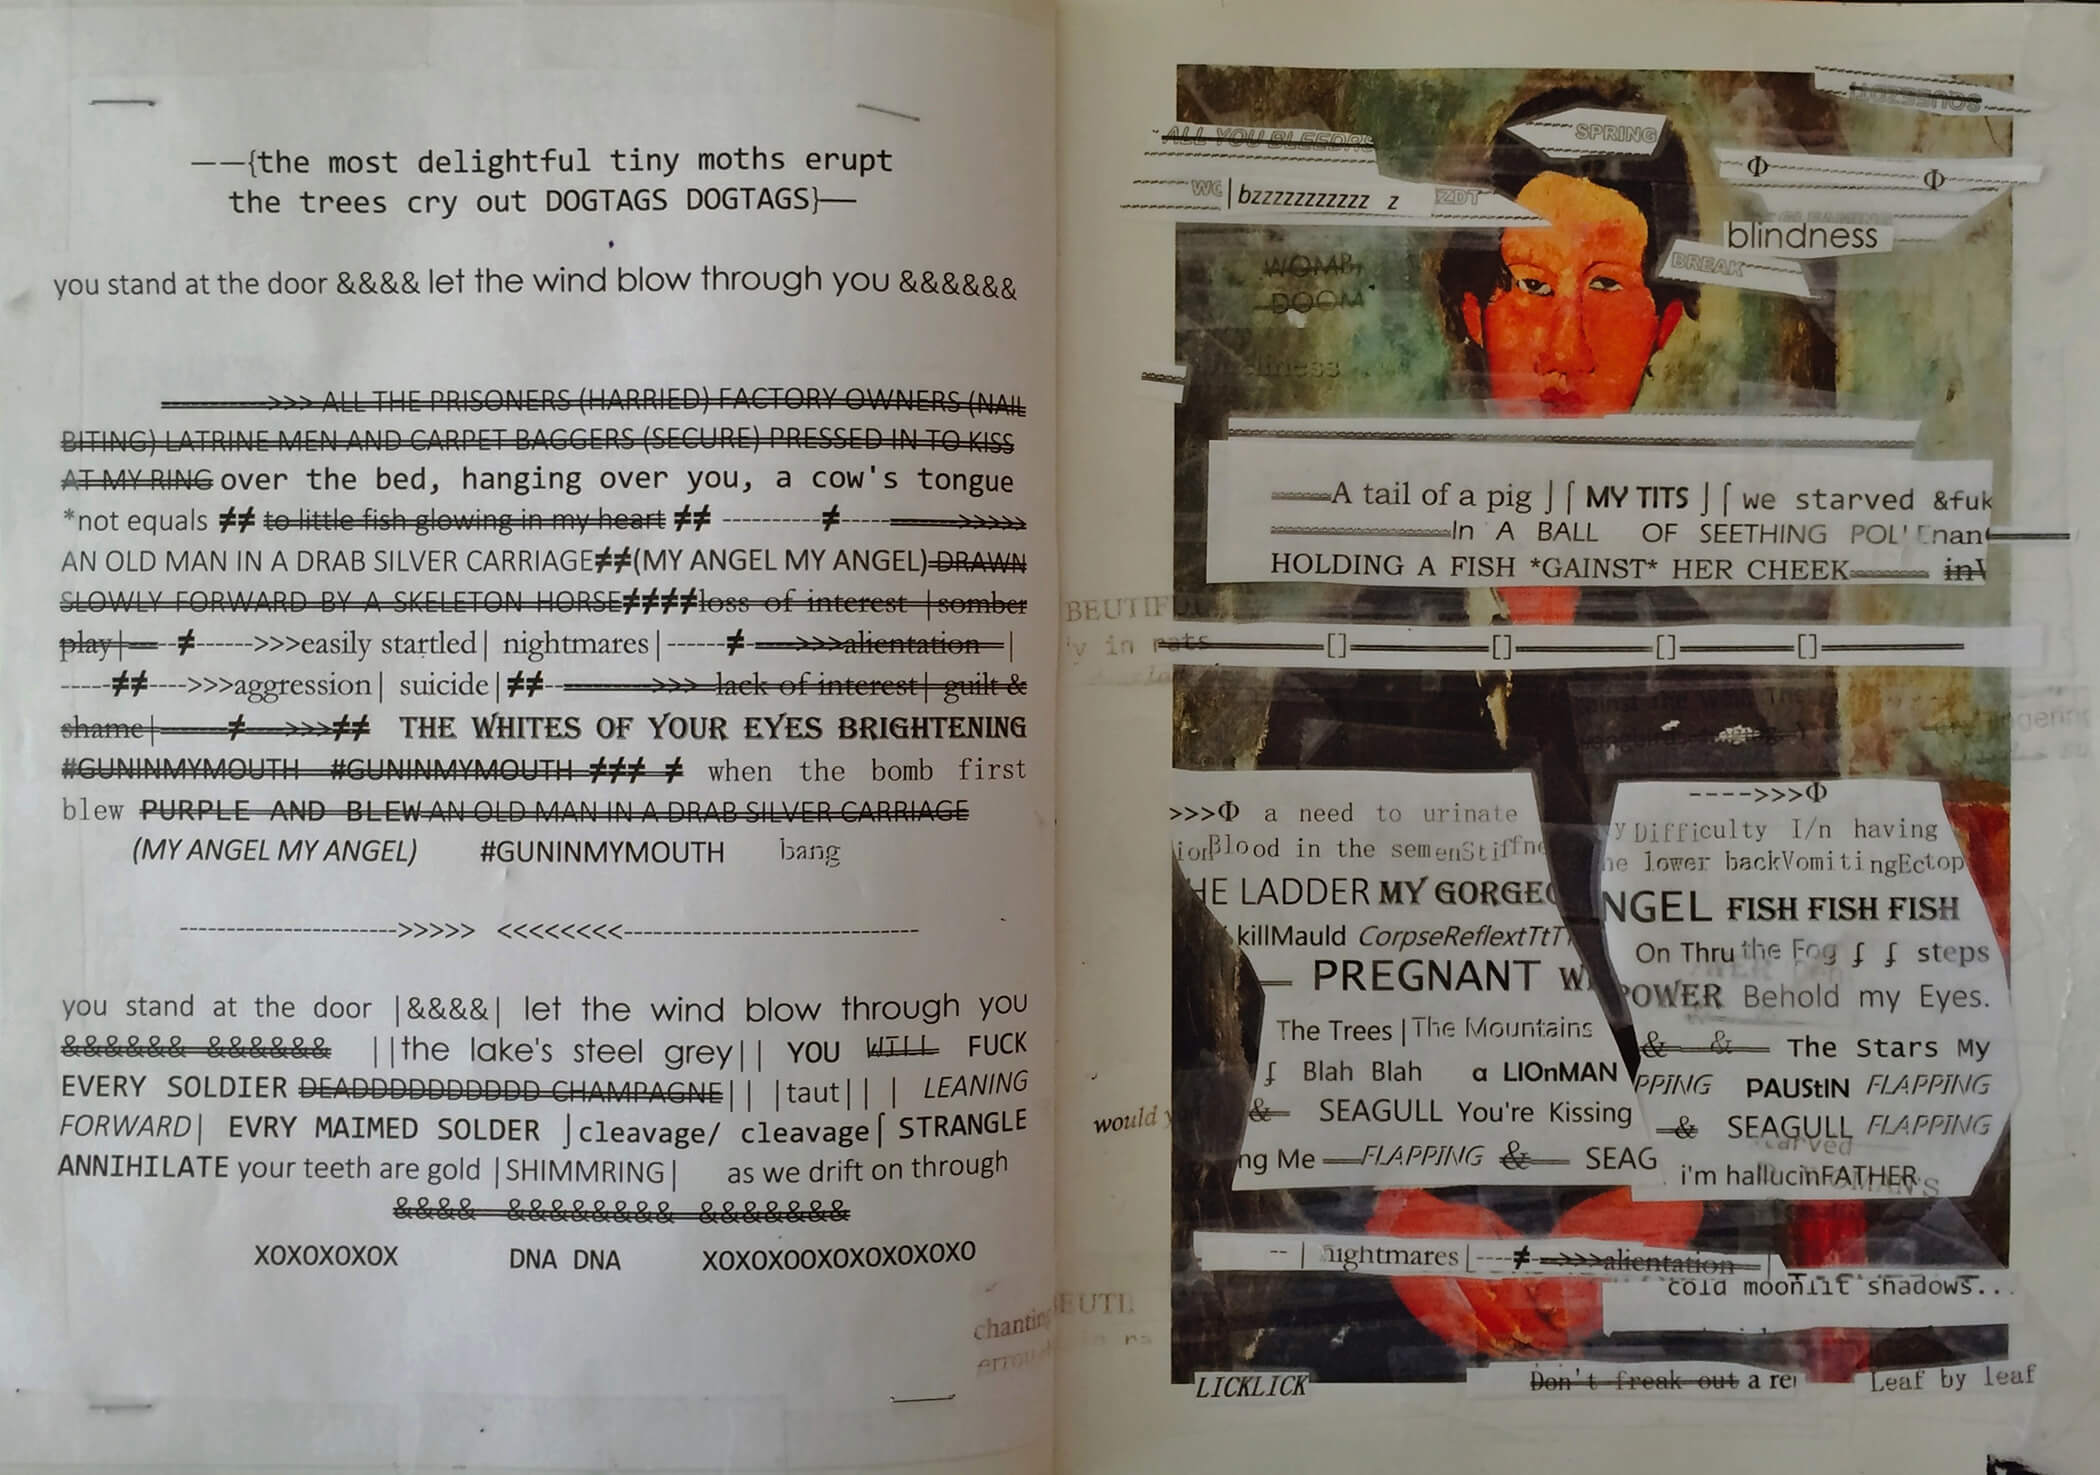 ——{the most delightful tiny moths erupt
the trees cry out DOGTAGS DOGTAGS}—
you stand at the door &&&& let the wind blow through you &&&&&&
————>>> ALL THE PRISONERS (HARRIED) FACTORY OWNERS (NAIL
BITING) LATRINE MEN AND CARPET BAGGERS (SECURE) PRESSED IN TO KISS
AT MY RING over the bed, hanging over you, a cow's tongue
*not equals ≠≠ to little fish glowing in my heart ≠≠ -----------≠-----———>>>>>
AN OLD MAN IN A DRAB SILVER CARRIAGE≠≠(MY ANGEL MY ANGEL) DRAWN
SLOWLY FORWARD BY A SKELETON HORSE≠≠≠≠loss of interest |somber
play|—--≠------>>>easily startled| nightmares|------≠-—->>>alientation—|
-----≠≠---->>>aggression| suicide|≠≠--————>>> lack of interest| guilt &
shame|———≠—->>>≠≠ THE WHITES OF YOUR EYES BRIGHTENING
#GUNINMYMOUTH #GUNINMYMOUTH ≠≠≠ ≠ when the bomb first
blew PURPLE AND BLEW AN OLD MAN IN A DRAB SILVER CARRIAGE
(MY ANGEL MY ANGEL) #GUNINMYMOUTH bang
----------------------->>>>> <<<<<<<<-------------------------------
you stand at the door |&&&&| let the wind blow through you
&&&&&& &&&&&& ||the lake's steel grey|| YOU WILL FUCK
EVERY SOLDIER DEADDDDDDDDDD CHAMPAGNE|| |taut|| | LEANING
FORWARD| EVRY MAIMED SOLDER ⌡cleavage/ cleavage⌠ STRANGLE
ANNIHILATE your teeth are gold |SHIMMRING| as we drift on through
&&&& &&&&&&&& &&&&&&&
XOXOXOXOX DNA DNA XOXOXOOXOXOXOXOXO
chanting
ALL YOU BLEEDRS
SPRING
Φ Φ
bzzzzzzzzzzz z ZDT
blindness
BREAK
WOMB,
DOOM
——A tail of a pig ⌡⌠ MY TITS ⌡⌠ we starved &fuk
————In A BALL OF SEETHING POL' nan
HOLDING A FISH *GAINST* HER CHEEK———
BEUTIF
y in rats
———[]———[]———[]———[]———
>>>Φ a need to urinate
Blood in the semenStiffne
HE LADDER MY GORGEO
killMauld CorpseReflextTtT
— PREGNANT W
The Trees |The Mountains
⌠ Blah Blah a LIOnMAN
&— SEAGULL You're Kissing
ng Me —FLAPPING &— SEAG
---->>>Φ
y Difficulty I/n having
he lower backVomitingEctop
NGEL FISH FISH FISH
On Thru the Fog ⌠ ⌠ steps
POWER Behold my Eyes.
&— &— The Stars My
PPING PAUStIN FLAPPING
—& SEAGULL FLAPPING
i'm hallucinFATHER
would y
-- | nightmares|----≠-—>>>alientation—|
cold moonlit shadows...
LICKLICK
Don't freak out a re
Leaf by leaf